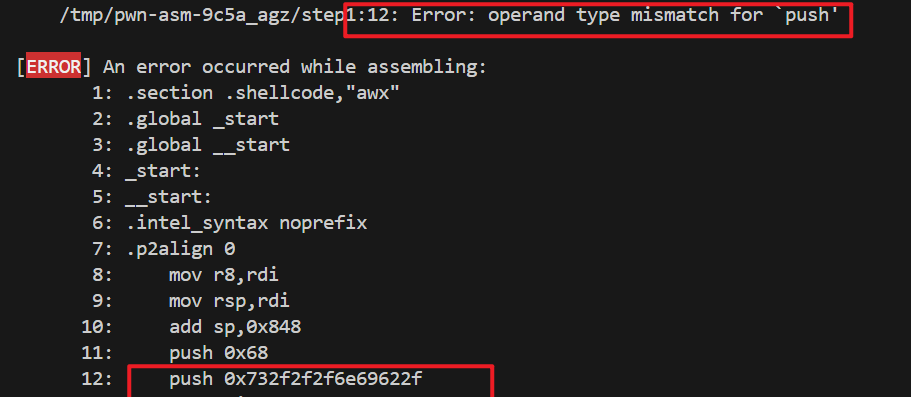 /tmp/pwn-asm-9c5a_agz/step1:12: Error: operand type mismatch for `push'
[ERROR] An error occurred while assembling:
1: .section .shellcode,"awx"
2: .global _start
3: .global __start
4: _start:
5: __start:
6: .intel_syntax noprefix
7: .p2align 0
8: mov r8,rdi
9: mov rsp,rdi
10: add sp,0x848
11: push 0x68
12: push 0x732f2f2f6e69622f